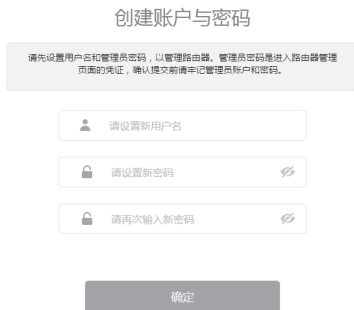 创建账户与密码
请先设置用户名和管理员密码，以管理路由器。管理员密码是进入路由器管理
页面的凭证，确认提交前请牢记管理员账户和密码。
请设置新用户名
请设置新密码
请再次输入新密码
确定